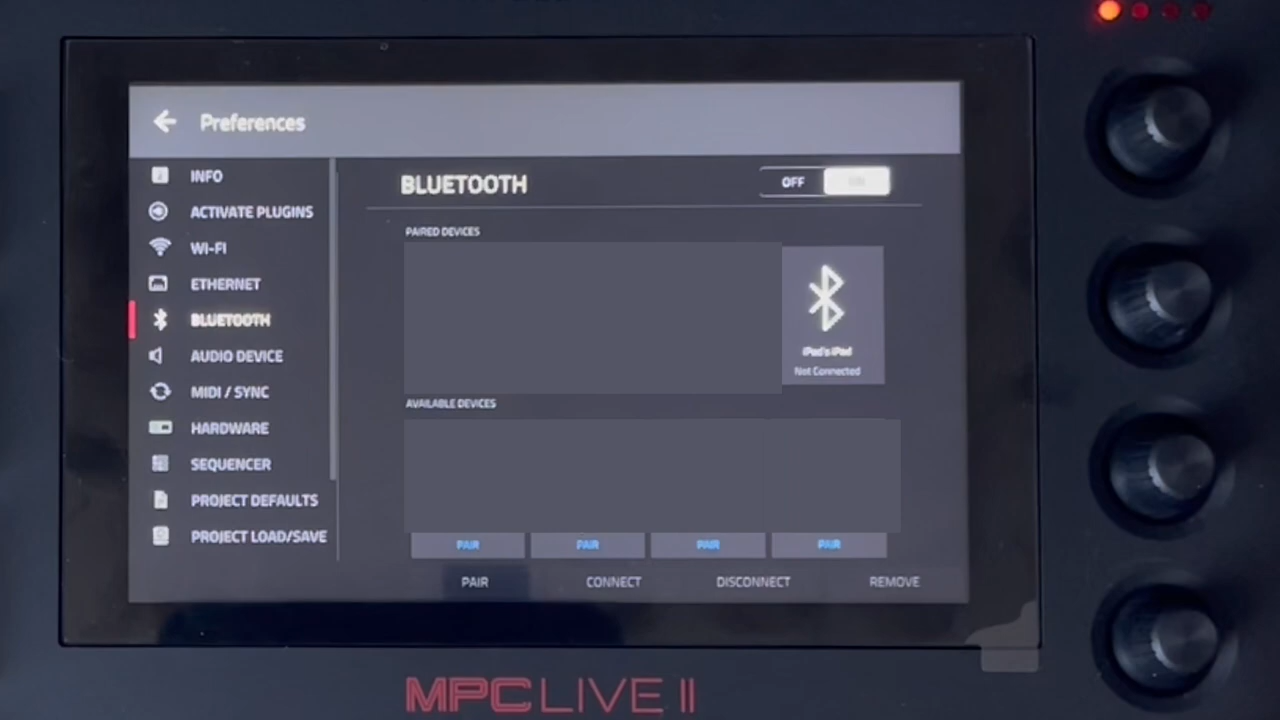 Preferences
INFO
ACTIVATE PLUGINS
WI-FI
ETHERNET
BLUETOOTH
AUDIO DEVICE
MIDI / SYNC
HARDWARE
SEQUENCER
PROJECT DEFAULTS
PROJECT LOAD/SAVE
BLUETOOTH
OFF
PAIRED DEVICES
iPad's iPad
Not Connected
AVAILABLE DEVICES
PAIR PAIR PAIR PAIR
PAIR CONNECT DISCONNECT REMOVE
MPC LIVE II